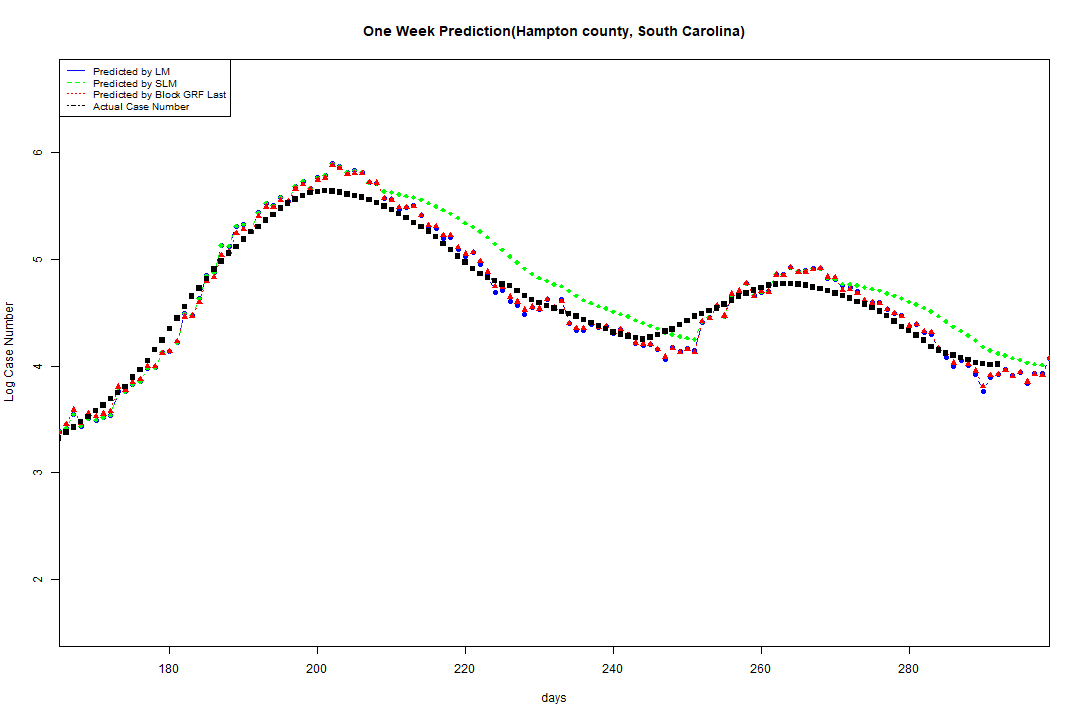 One Week Prediction(Hampton county, South Carolina)
Predicted by LM
Predicted by SLM
Predicted by Block GRF Last
Actual Case Number
6
5
4
3
2
Log Case Number
180 200 220 240 260 280
days